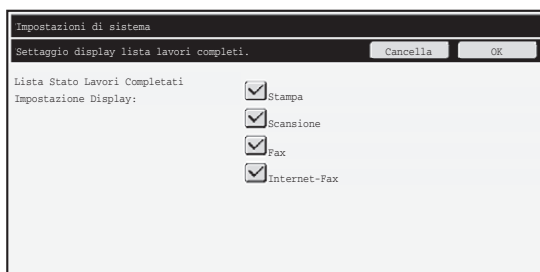 Impostazioni di sistema
Settaggio display lista lavori completi.
Cancella
OK
Lista Stato Lavori Completati
Impostazione Display:
Stampa
Scansione
Fax
Internet-Fax